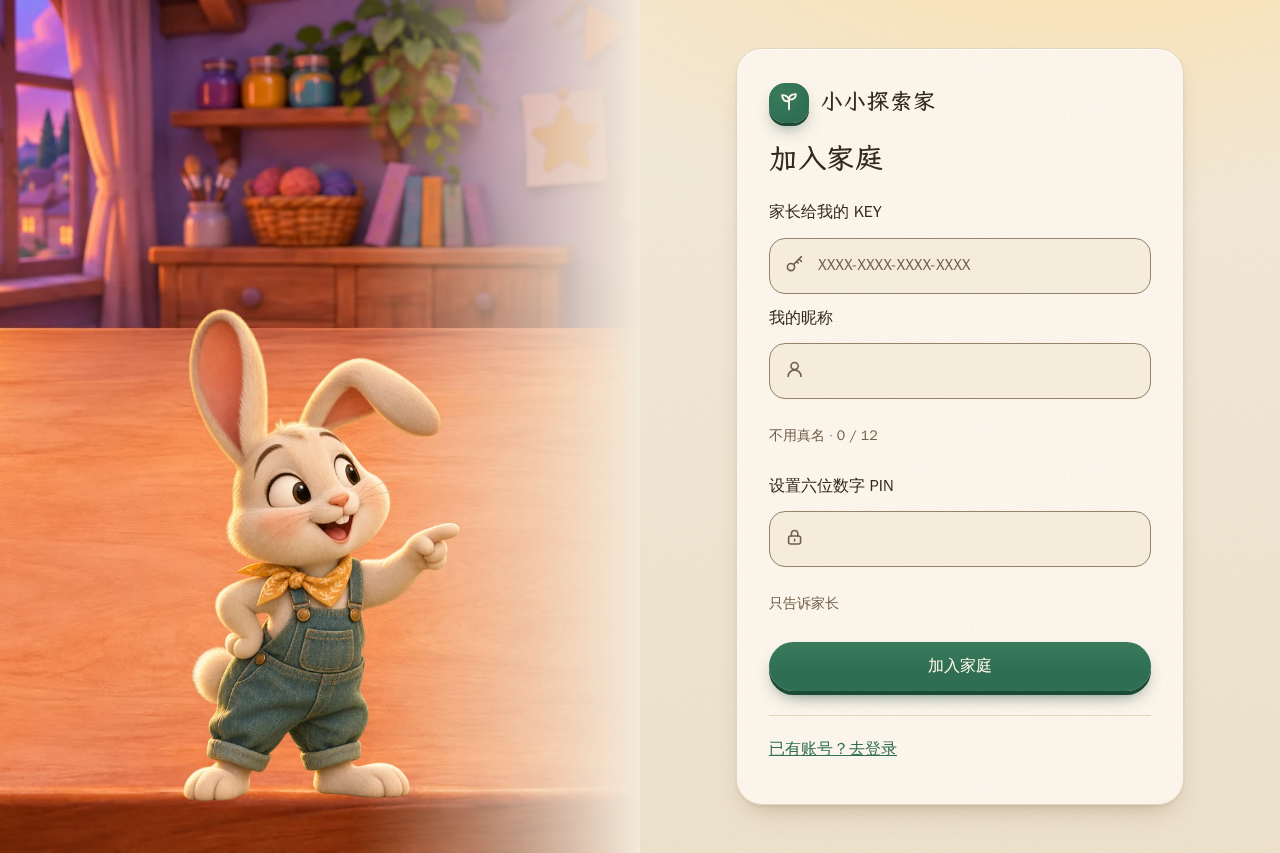 小小探索家
加入家庭
家长给我的 KEY
XXXX-XXXX-XXXX-XXXX
我的昵称
不用真名 · 0 / 12
设置六位数字 PIN
只告诉家长
加入家庭
已有账号？去登录